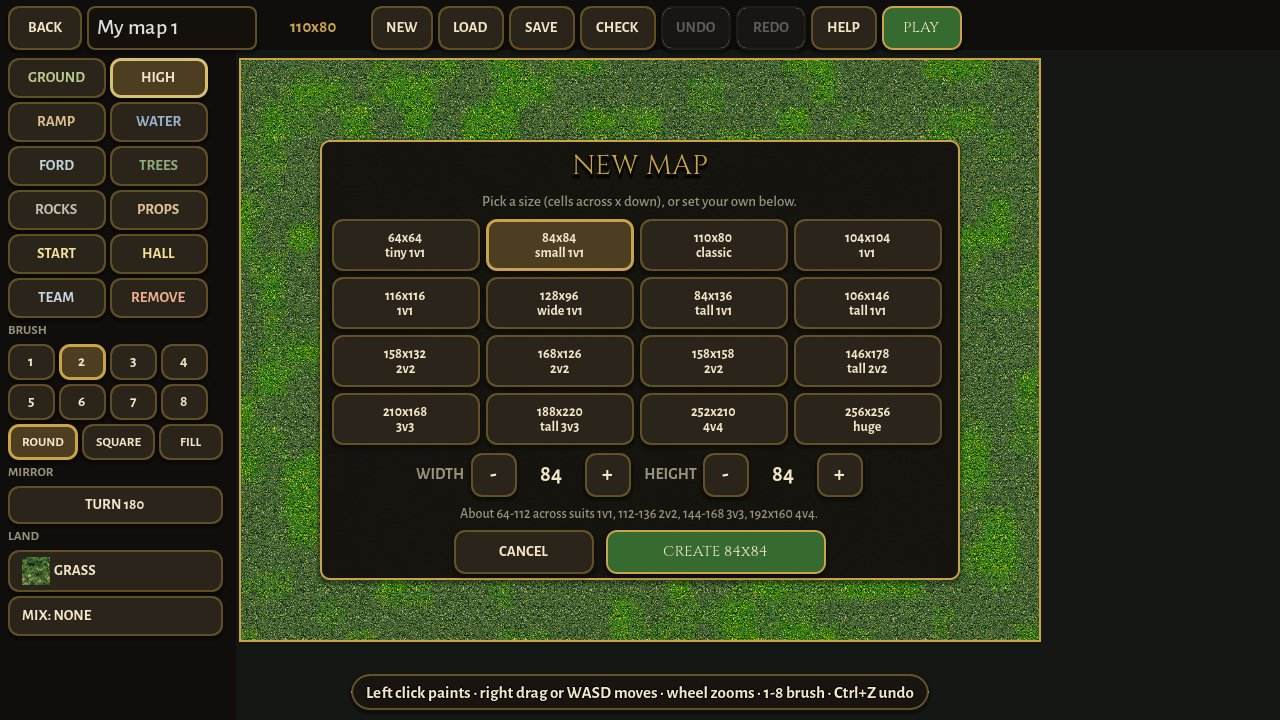 BACK
My map 1
110x80
NEW
LOAD
SAVE
CHECK
UNDO
REDO
HELP
PLAY
GROUND
HIGH
RAMP
WATER
FORD
TREES
ROCKS
PROPS
START
HALL
TEAM
REMOVE
BRUSH
1
2
3
4
5
6
7
8
ROUND
SQUARE
FILL
MIRROR
TURN 180
LAND
GRASS
MIX: NONE
NEW MAP
Pick a size (cells across x down), or set your own below.
64x64
tiny 1v1
84x84
small 1v1
110x80
classic
104x104
1v1
116x116
1v1
128x96
wide 1v1
84x136
tall 1v1
106x146
tall 1v1
158x132
2v2
168x126
2v2
158x158
2v2
146x178
tall 2v2
210x168
3v3
188x220
tall 3v3
252x210
4v4
256x256
huge
WIDTH - 84 + HEIGHT - 84 +
About 64-112 across suits 1v1, 112-136 2v2, 144-168 3v3, 192x160 4v4.
CANCEL
CREATE 84X84
Left click paints · right drag or WASD moves · wheel zooms · 1-8 brush · Ctrl+Z undo